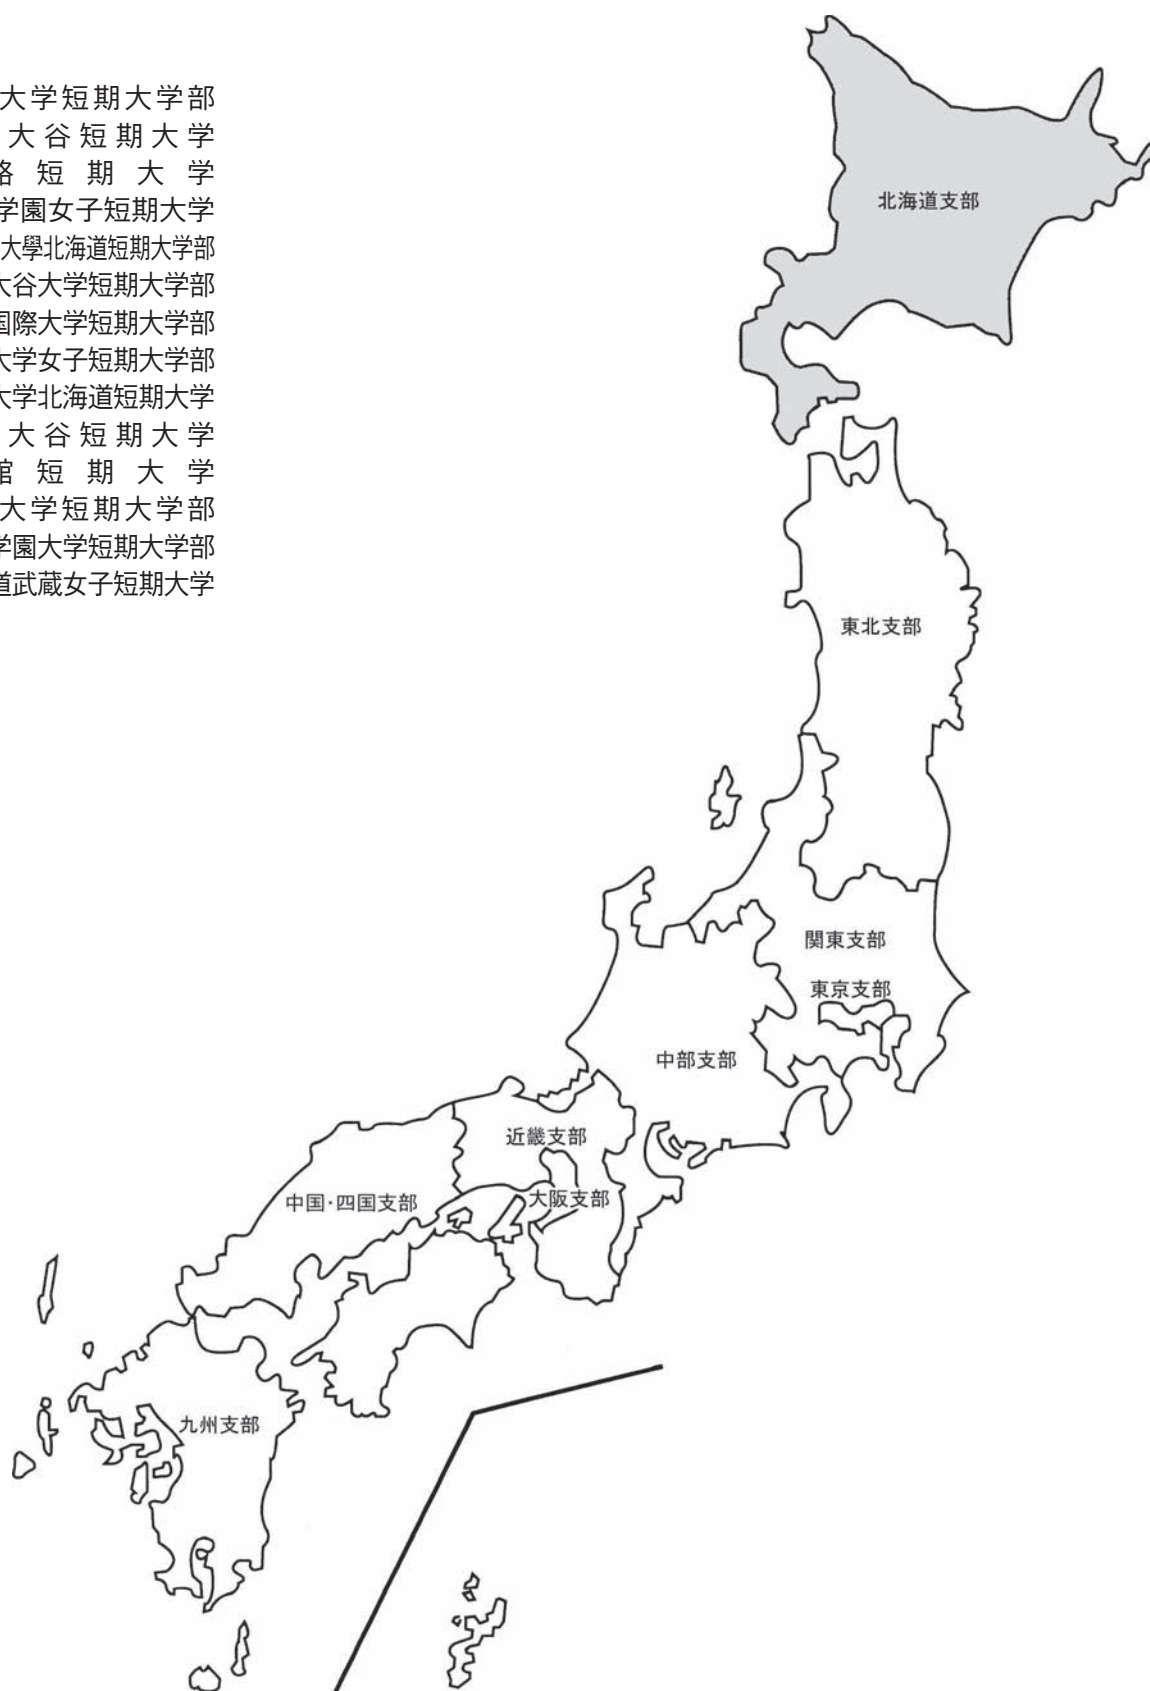 大学短期大学部
大谷短期大学
路短期大学
学園女子短期大学
大學北海道短期大学部
大谷大学短期大学部
国際大学短期大学部
大学女子短期大学部
大学北海道短期大学
大谷短期大学
館短期大学
大学短期大学部
学園大学短期大学部
道武蔵女子短期大学
北海道支部
東北支部
関東支部
東京支部
中部支部
近畿支部
大阪支部
中国・四国支部
九州支部